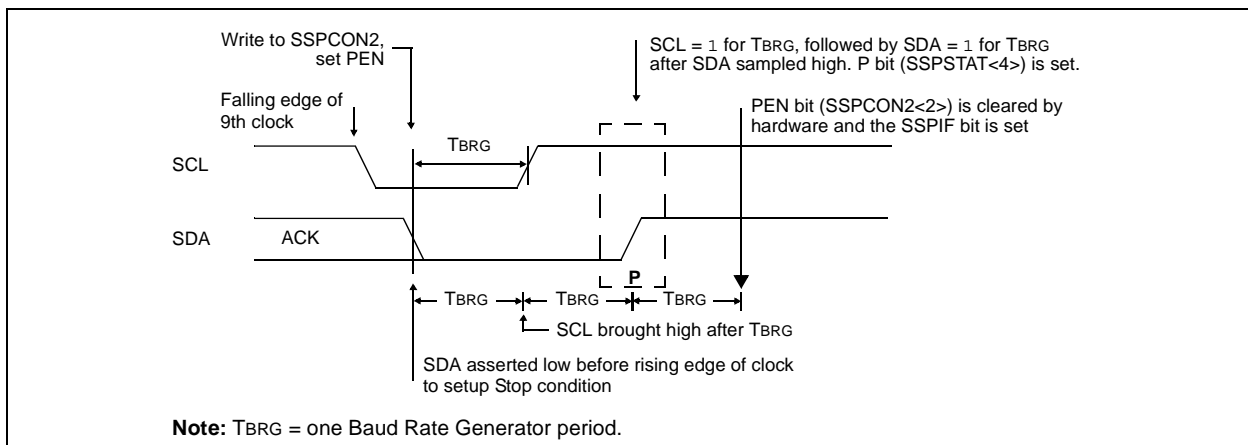 Write to SSPCON2,
set PEN
SCL = 1 for TBRG, followed by SDA = 1 for TBRG
after SDA sampled high. P bit (SSPSTAT<4>) is set.
Falling edge of
9th clock
PEN bit (SSPCON2<2>) is cleared by
hardware and the SSPIF bit is set
TBRG
SCL
SDA
ACK
P
TBRG
TBRG
TBRG
SCL brought high after TBRG
SDA asserted low before rising edge of clock
to setup Stop condition
Note: TBRG = one Baud Rate Generator period.